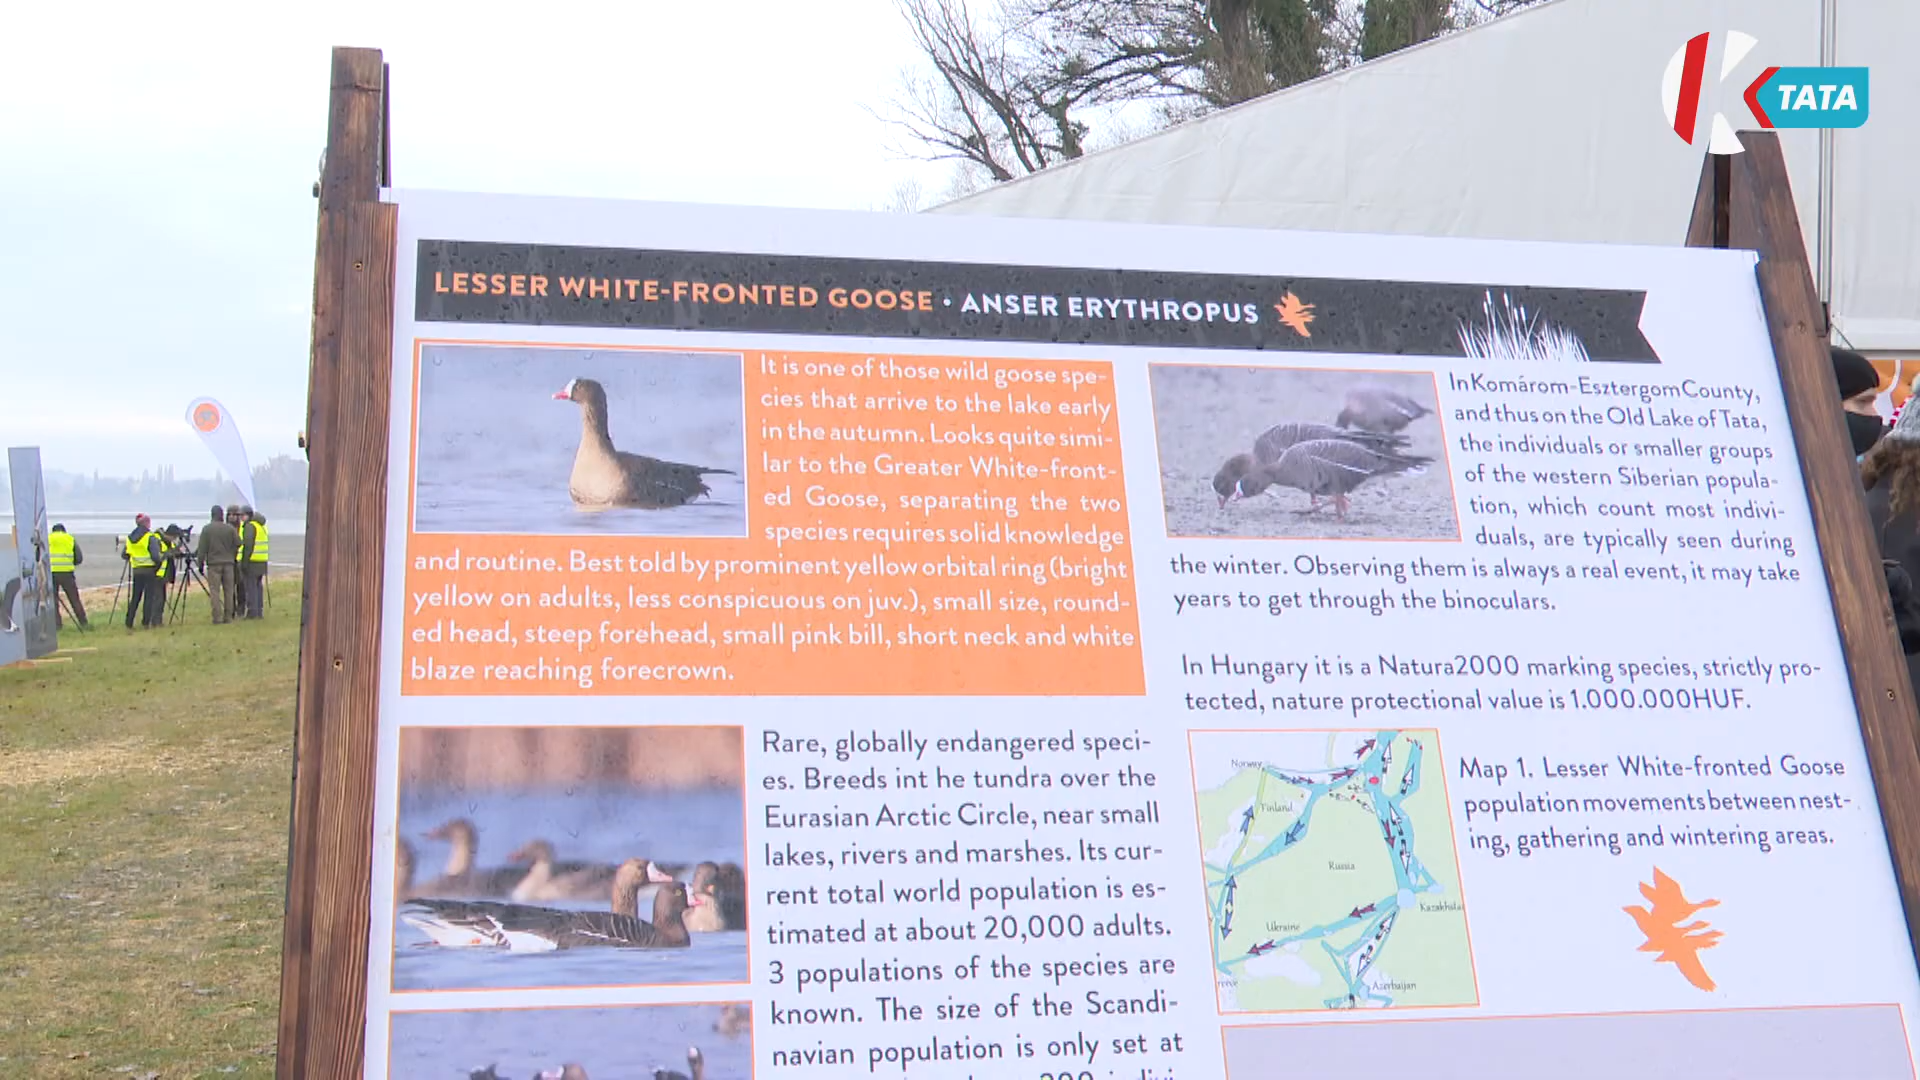 TATA
LESSER WHITE-FRONTED GOOSE • ANSER ERYTHROPUS
It is one of those wild goose spe-
cies that arrive to the lake early
in the autumn. Looks quite simi-
lar to the Greater White-front-
ed Goose, separating the two
species requires solid knowledge
and routine. Best told by prominent yellow orbital ring (bright
yellow on adults, less conspicuous on juv.), small size, round-
ed head, steep forehead, small pink bill, short neck and white
blaze reaching forecrown.
Rare, globally endangered speci-
es. Breeds int he tundra over the
Eurasian Arctic Circle, near small
lakes, rivers and marshes. Its cur-
rent total world population is es-
timated at about 20,000 adults.
3 populations of the species are
known. The size of the Scandi-
navian population is only set at
In Komárom-Esztergom County,
and thus on the Old Lake of Tata,
the individuals or smaller groups
of the western Siberian popula-
tion, which count most indivi-
duals, are typically seen during
the winter. Observing them is always a real event, it may take
years to get through the binoculars.
In Hungary it is a Natura2000 marking species, strictly pro-
tected, nature protectional value is 1.000.000HUF.
Norway
Finland
Russia
Ukraine
Azerbaijan
Map 1. Lesser White-fronted Goose
population movements between nest-
ing, gathering and wintering areas.